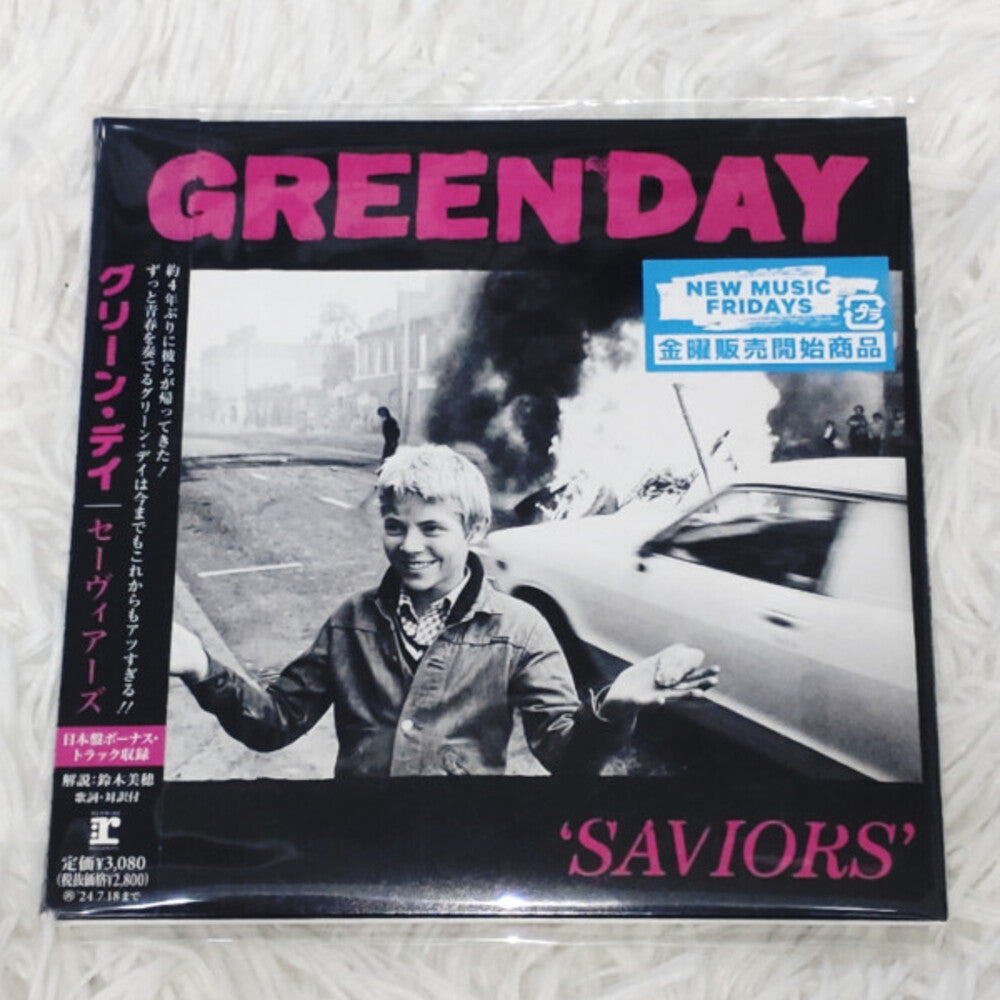 GREEN DAY
NEW MUSIC
FRIDAYS
金曜販売開始商品
約4年ぶりに彼らが帰ってきた!
ずっと青春を奏でるグリーン・デイは今までもこれからもアツすぎる!!
グリーン・デイ|セーヴィアーズ
日本盤ボーナス・
トラック収録
解説:鈴木美穂
歌詞・対訳付
r
定価¥3,080
(税抜価格¥2,800)
'24.7.18まで
'SAVIORS'